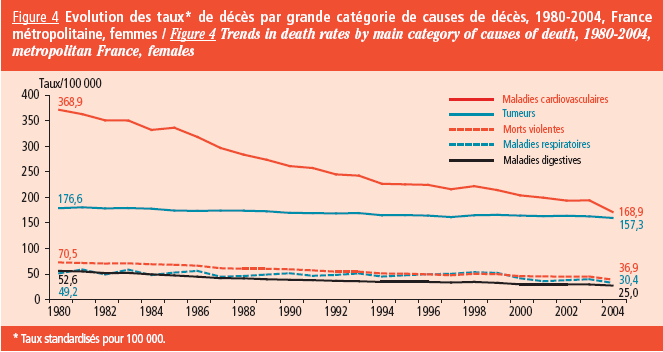 Figure 4 Evolution des taux* de décès par grande catégorie de causes de décès, 1980-2004, France
métropolitaine, femmes / Figure 4 Trends in death rates by main category of causes of death, 1980-2004,
metropolitan France, females
Taux/100 000
400
350
300
250
200
150
100
50
0
368,9
176,6
70,5
52,6
49,2
Maladies cardiovasculaires
Tumeurs
Morts violentes
Maladies respiratoires
Maladies digestives
168,9
157,3
36,9
30,4
25,0
1980 1982 1984 1986 1988 1990 1992 1994 1996 1998 2000 2002 2004
* Taux standardisés pour 100 000.